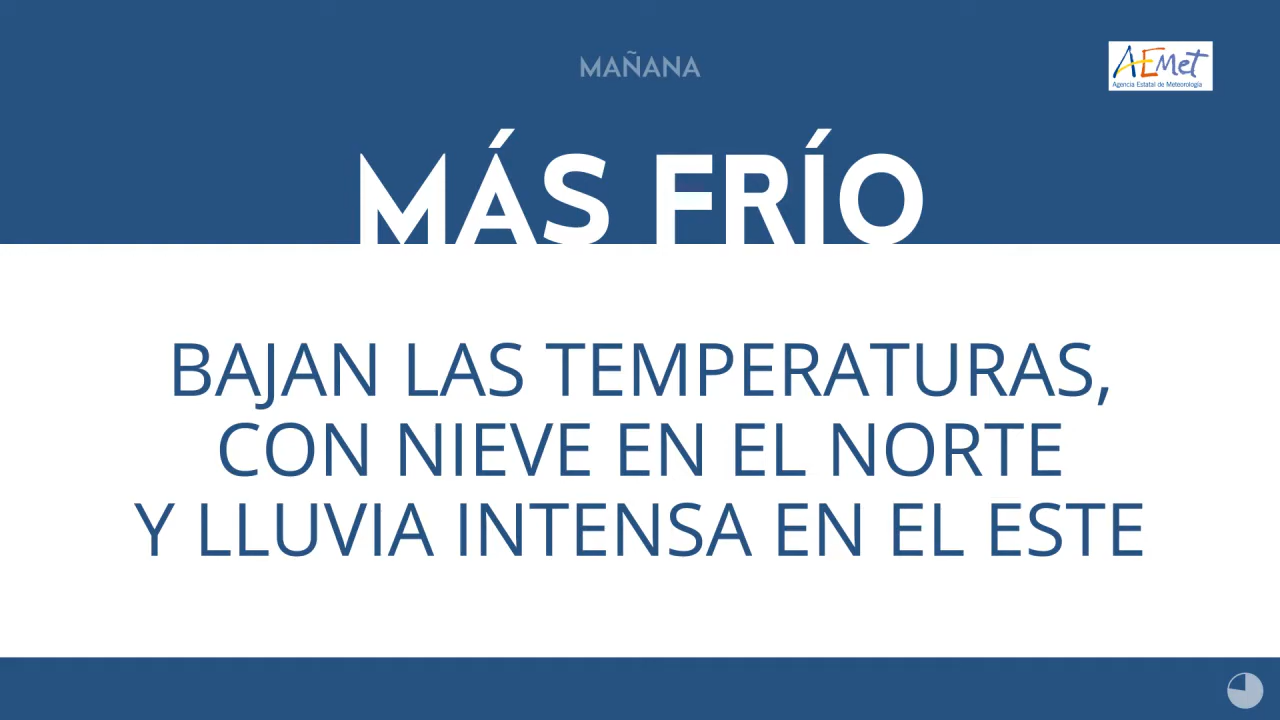 MAÑANA
AEMet
Agencia Estatal de Meteorología
MÁS FRÍO
BAJAN LAS TEMPERATURAS,
CON NIEVE EN EL NORTE
Y LLUVIA INTENSA EN EL ESTE